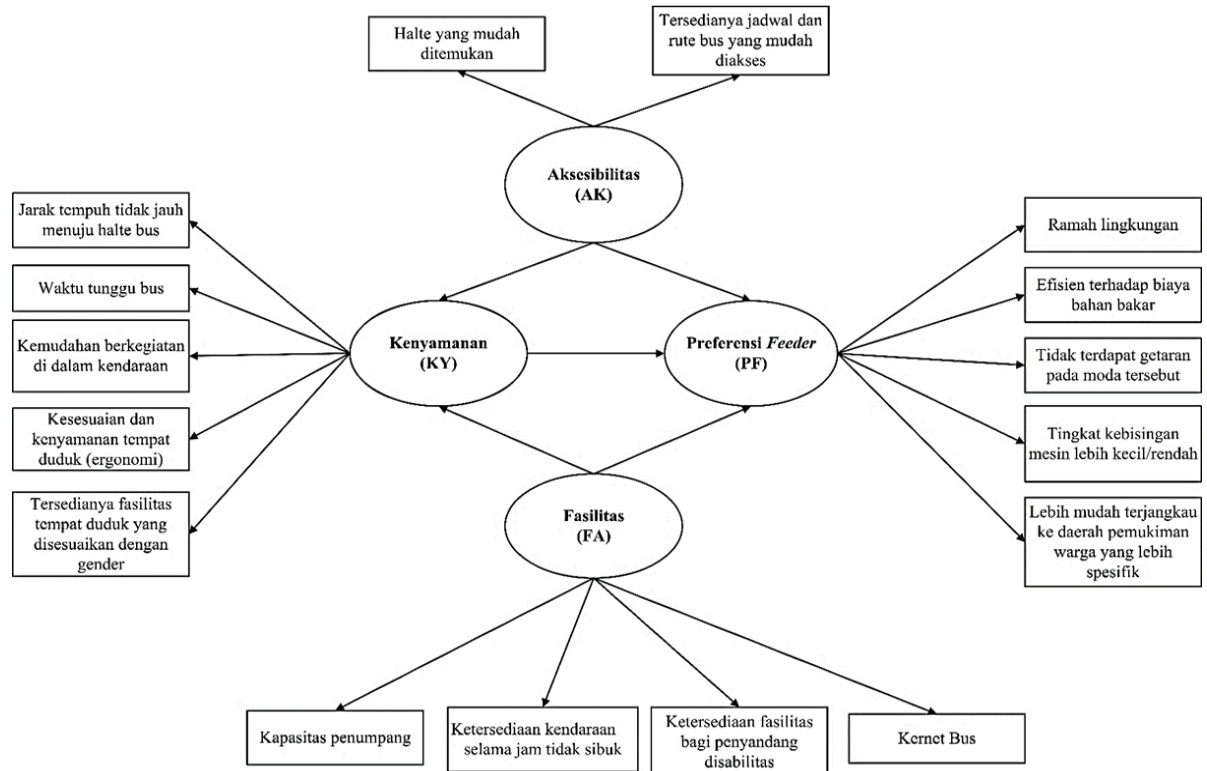 Halte yang mudah
ditemukan
Tersedianya jadwal dan
rute bus yang mudah
diakses
Aksesibilitas
(AK)
Jarak tempuh tidak jauh
menuju halte bus
Waktu tunggu bus
Kemudahan berkegiatan
di dalam kendaraan
Kesesuaian dan
kenyamanan tempat
duduk (ergonomi)
Tersedianya fasilitas
tempat duduk yang
disesuaikan dengan
gender
Kenyamanan
(KY)
Preferensi Feeder
(PF)
Ramah lingkungan
Efisien terhadap biaya
bahan bakar
Tidak terdapat getaran
pada moda tersebut
Tingkat kebisingan
mesin lebih kecil/rendah
Lebih mudah terjangkau
ke daerah pemukiman
warga yang lebih
spesifik
Fasilitas
(FA)
Kapasitas penumpang
Ketersediaan kendaraan
selama jam tidak sibuk
Ketersediaan fasilitas
bagi penyandang
disabilitas
Kernet Bus